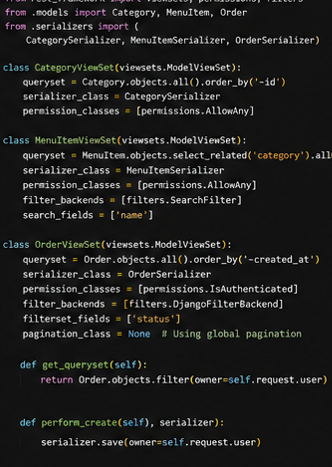 from rest_framework import viewsets, permissions, filters
from .models import Category, MenuItem, Order
from .serializers import (
    CategorySerializer, MenuItemSerializer, OrderSerializer)
class CategoryViewSet(viewsets.ModelViewSet):
    queryset = Category.objects.all().order_by('-id')
    serializer_class = CategorySerializer
    permission_classes = [permissions.AllowAny]
class MenuItemViewSet(viewsets.ModelViewSet):
    queryset = MenuItem.objects.select_related('category').all
    serializer_class = MenuItemSerializer
    permission_classes = [permissions.AllowAny]
    filter_backends = [filters.SearchFilter]
    search_fields = ['name']
class OrderViewSet(viewsets.ModelViewSet):
    queryset = Order.objects.all().order_by('-created_at')
    serializer_class = OrderSerializer
    permission_classes = [permissions.IsAuthenticated]
    filter_backends = [filters.DjangoFilterBackend]
    filterset_fields = ['status']
    pagination_class = None  # Using global pagination
    def get_queryset(self):
        return Order.objects.filter(owner=self.request.user)
    def perform_create(self), serializer):
        serializer.save(owner=self.request.user)